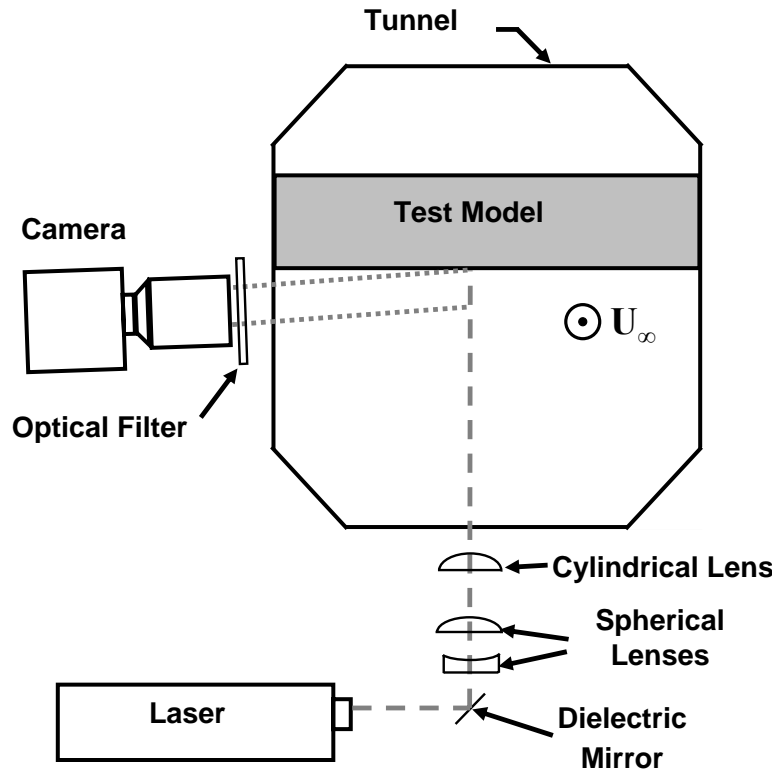 Tunnel
Test Model
Camera
U∞
Optical Filter
Cylindrical Lens
Spherical
Lenses
Laser
Dielectric
Mirror